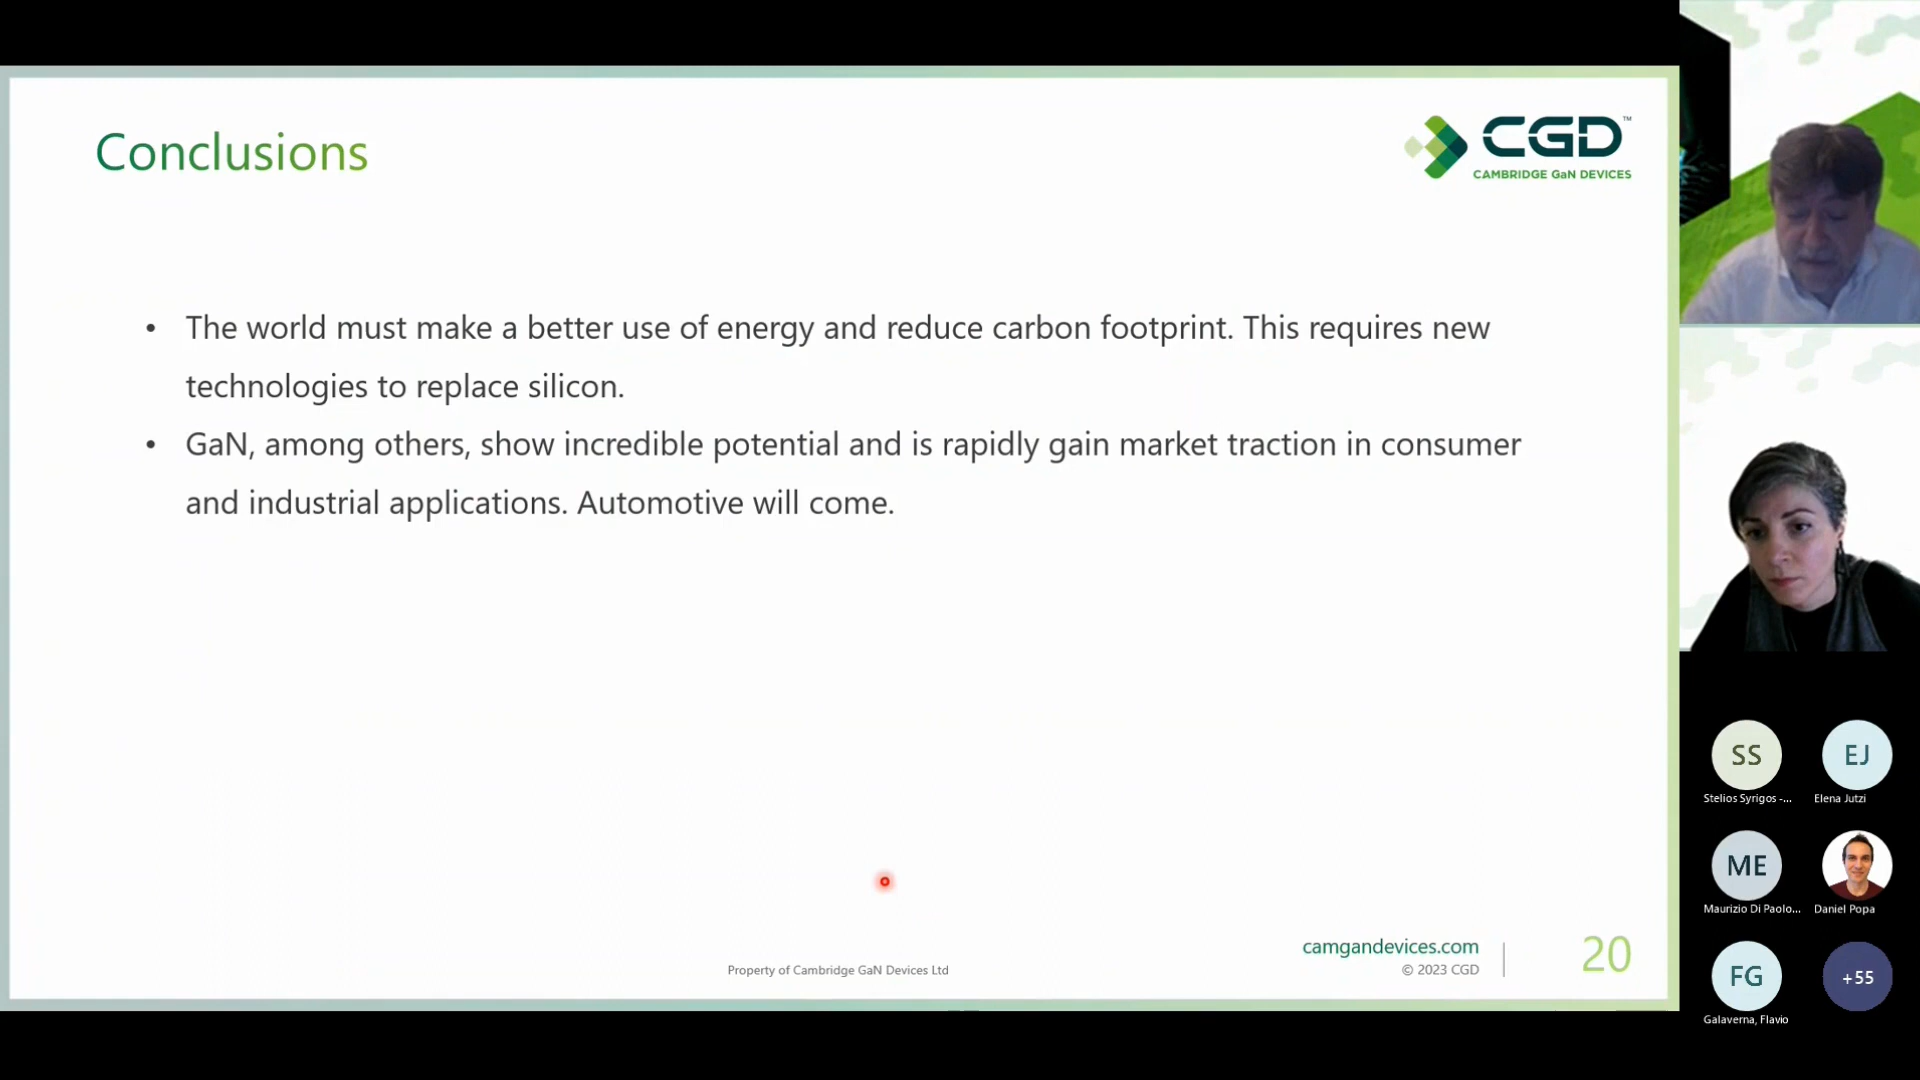 Conclusions
CGD™
CAMBRIDGE GaN DEVICES
• The world must make a better use of energy and reduce carbon footprint. This requires new
technologies to replace silicon.
• GaN, among others, show incredible potential and is rapidly gain market traction in consumer
and industrial applications. Automotive will come.
Property of Cambridge GaN Devices Ltd
camgandevices.com
© 2023 CGD
20
SS
Stelios Syrigos -...
EJ
Elena Jutzi
ME
Maurizio Di Paolo...
Daniel Popa
FG
Galaverna, Flavio
+55